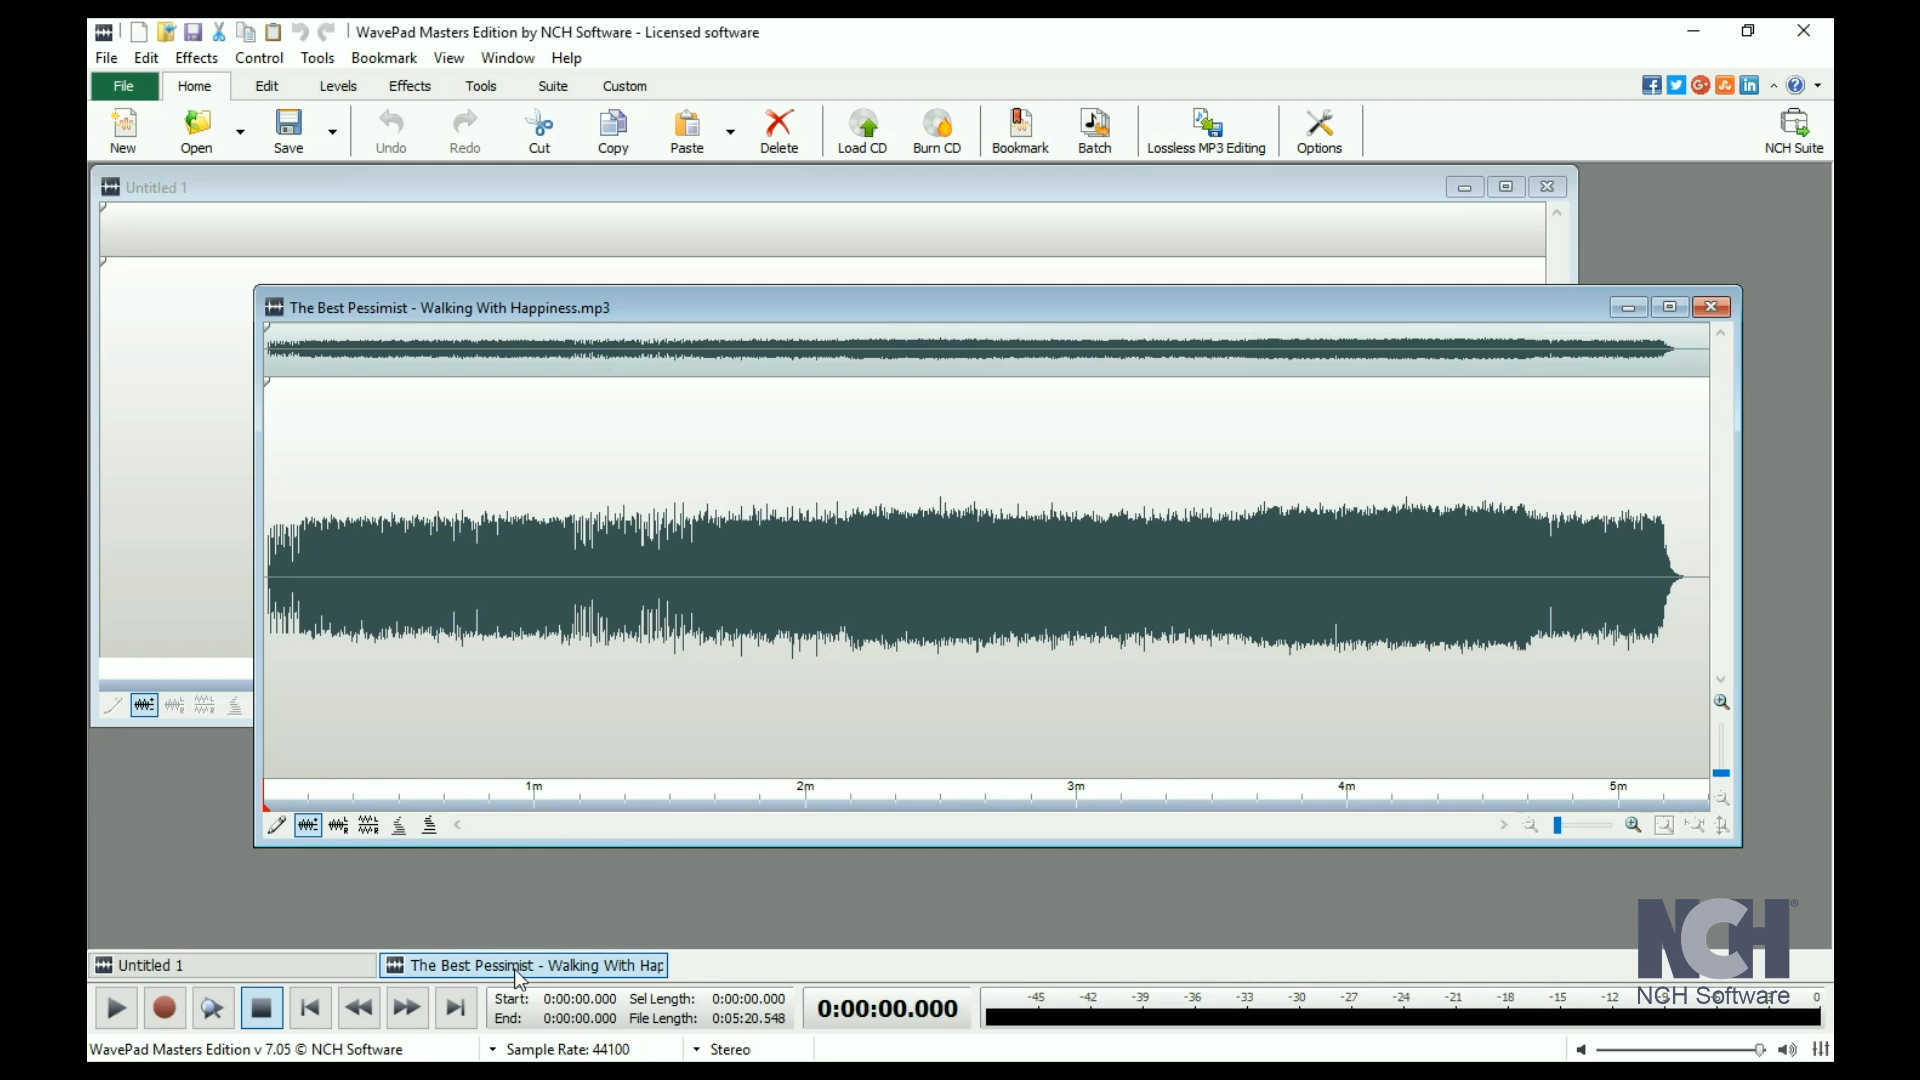 WavePad Masters Edition by NCH Software - Licensed software
File Edit Effects Control Tools Bookmark View Window Help
File Home Edit Levels Effects Tools Suite Custom
New Open Save Undo Redo Cut Copy Paste Delete Load CD Burn CD Bookmark Batch Lossless MP3 Editing Options NCH Suite
Untitled 1
The Best Pessimist - Walking With Happiness.mp3
1m 2m 3m 4m 5m
NCH®
NCH Software
Untitled 1
The Best Pessimist - Walking With Hap
Start: 0:00:00.000 Sel Length: 0:00:00.000
End: 0:00:00.000 File Length: 0:05:20.548
0:00:00.000
-45 -42 -39 -36 -33 -30 -27 -24 -21 -18 -15 -12 -9 -6 0
WavePad Masters Edition v 7.05 © NCH Software
Sample Rate: 44100
Stereo